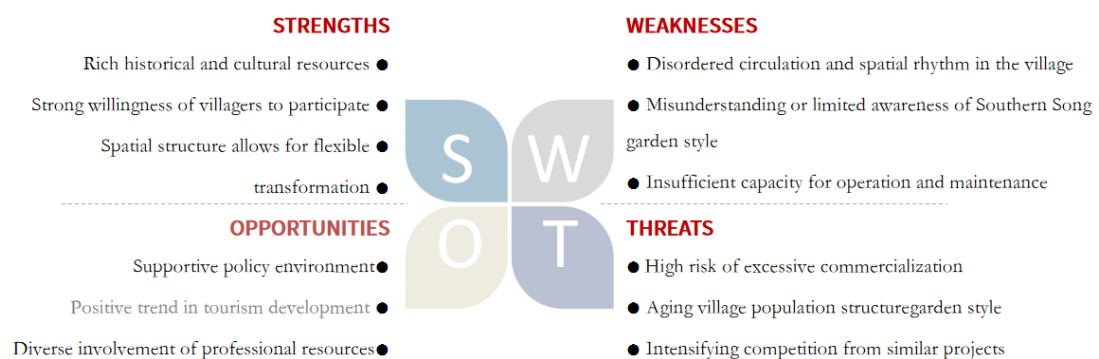 STRENGTHS
Rich historical and cultural resources ●
Strong willingness of villagers to participate ●
Spatial structure allows for flexible ●
transformation ●
WEAKNESSES
● Disordered circulation and spatial rhythm in the village
● Misunderstanding or limited awareness of Southern Song
garden style
● Insufficient capacity for operation and maintenance
S W
O T
OPPORTUNITIES
Supportive policy environment●
Positive trend in tourism development ●
Diverse involvement of professional resources●
THREATS
● High risk of excessive commercialization
● Aging village population structuregarden style
● Intensifying competition from similar projects